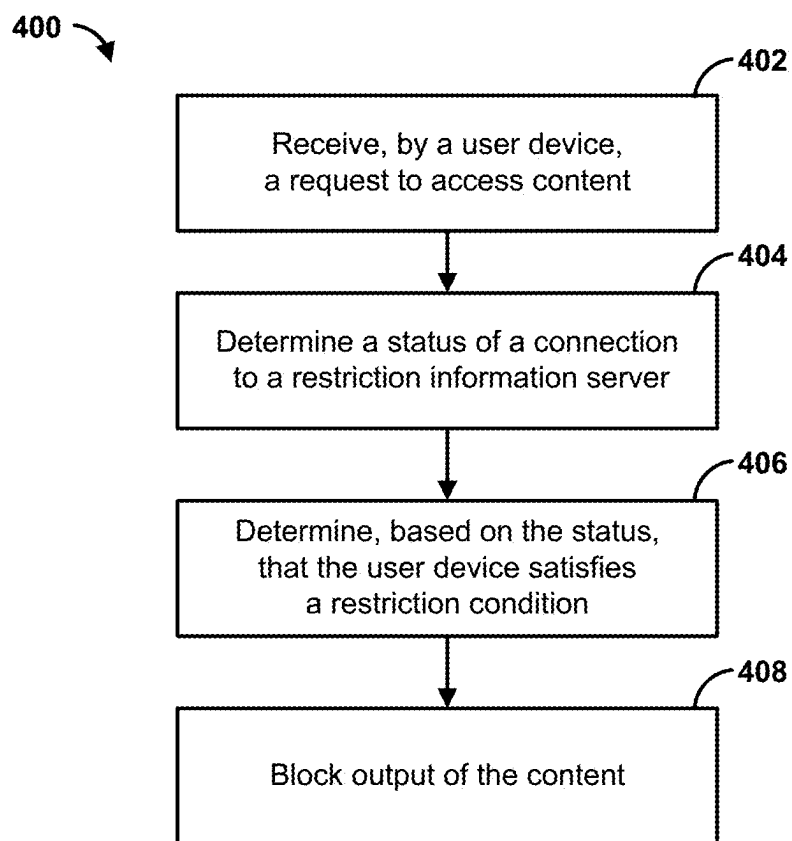 400
402
Receive, by a user device,
a request to access content
404
Determine a status of a connection
to a restriction information server
406
Determine, based on the status,
that the user device satisfies
a restriction condition
408
Block output of the content